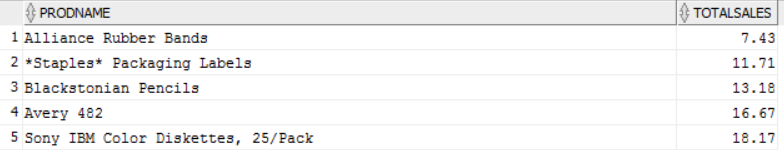 PRODNAME TOTALSALES
1 Alliance Rubber Bands 7.43
2 *Staples* Packaging Labels 11.71
3 Blackstonian Pencils 13.18
4 Avery 482 16.67
5 Sony IBM Color Diskettes, 25/Pack 18.17